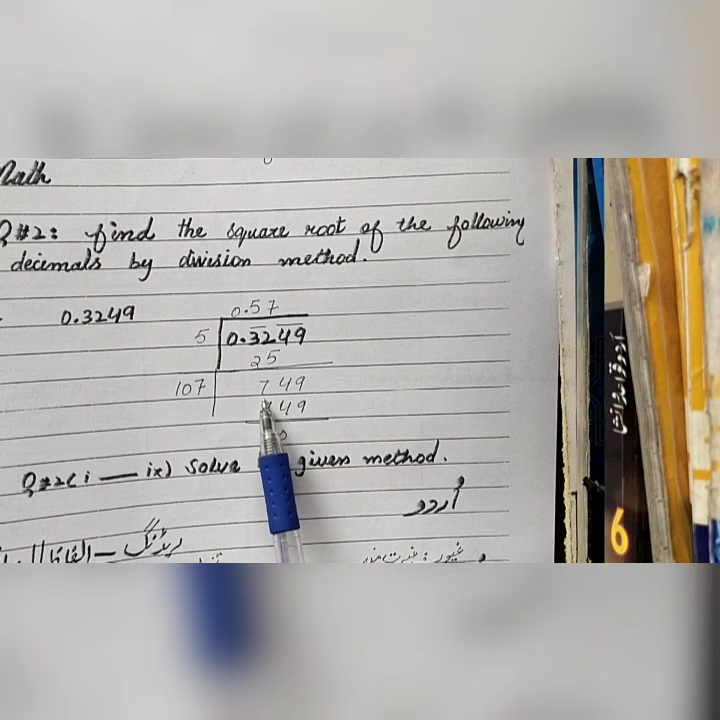 Math
Q#2: find the square root of the following
decimals by division method.
0.3249
0.57
5 0.3249
25
107 749
749
Q#2(i — ix) Solve given method.
اُردو
ریڈنگ —
6